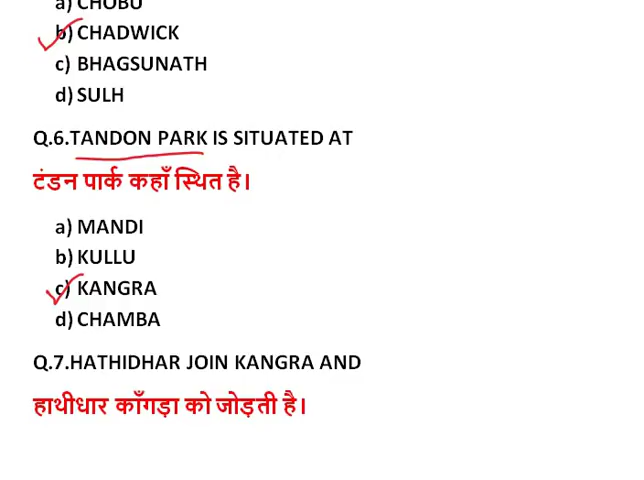 a) CHOBU
b) CHADWICK
c) BHAGSUNATH
d) SULH
Q.6.TANDON PARK IS SITUATED AT
टंडन पार्क कहाँ स्थित है।
a) MANDI
b) KULLU
c) KANGRA
d) CHAMBA
Q.7.HATHIDHAR JOIN KANGRA AND
हाथीधार काँगड़ा को जोड़ती है।